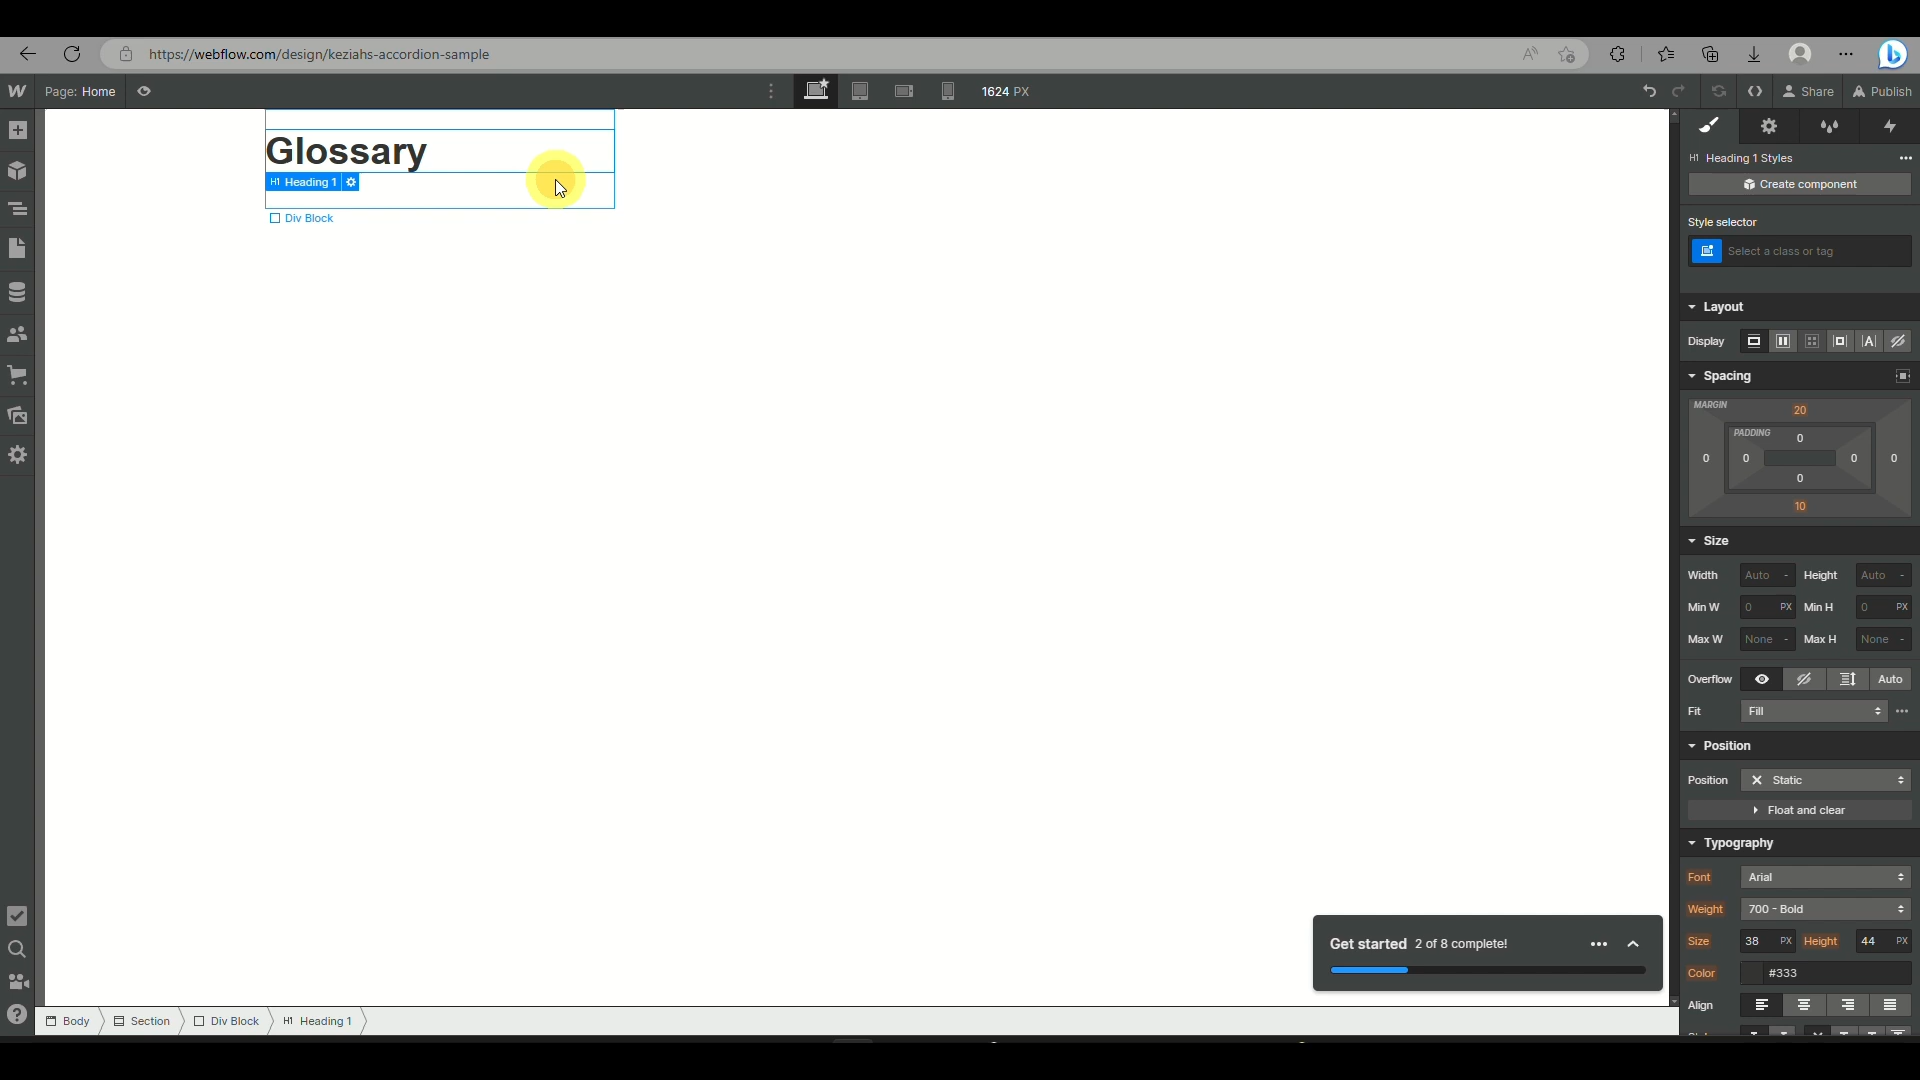 https://webflow.com/design/keziahs-accordion-sample
Page: Home
1624 PX
Share
Publish
Glossary
H1 Heading 1
Div Block
H1 Heading 1 Styles
Create component
Style selector
Select a class or tag
Layout
Display
Spacing
MARGIN
20
PADDING
0
0 0 0 0
0
10
Size
Width Auto - Height Auto -
Min W 0 PX Min H 0 PX
Max W None - Max H None -
Overflow Auto
Fit Fill
Position
Position Static
Float and clear
Typography
Font Arial
Weight 700 - Bold
Size 38 PX Height 44 PX
Color #333
Align
Get started 2 of 8 complete!
Body Section Div Block H1 Heading 1